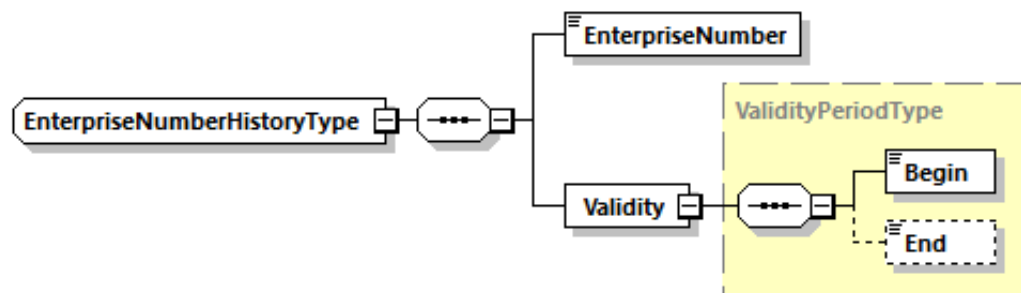 EnterpriseNumber
EnterpriseNumberHistoryType
ValidityPeriodType
Begin
Validity
End